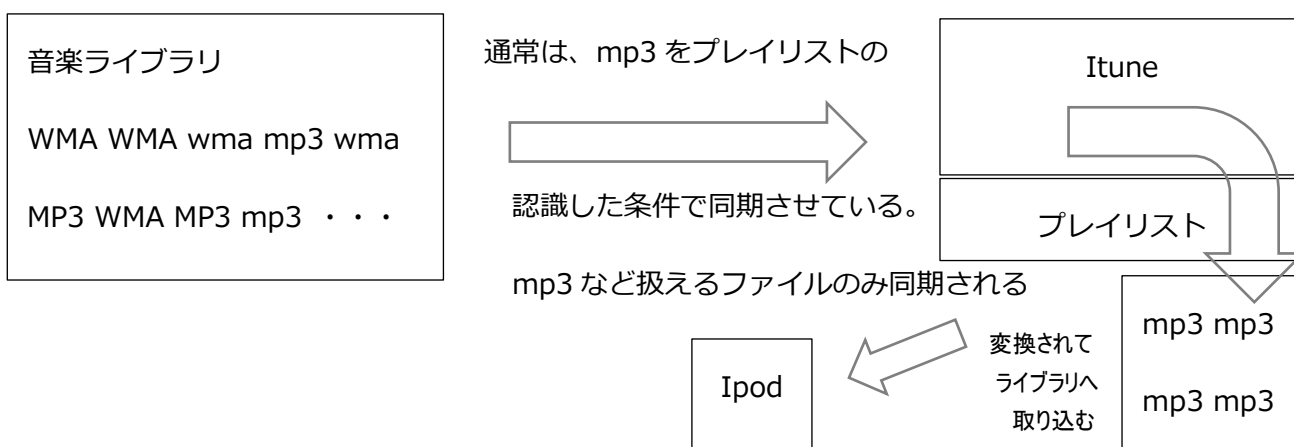 音楽ライブラリ
WMA WMA wma mp3 wma
MP3 WMA MP3 mp3 ・・・
通常は、mp3 をプレイリストの
認識した条件で同期させている。
mp3 など扱えるファイルのみ同期される
Itune
プレイリスト
mp3 mp3
mp3 mp3
変換されて
ライブラリへ
取り込む
Ipod